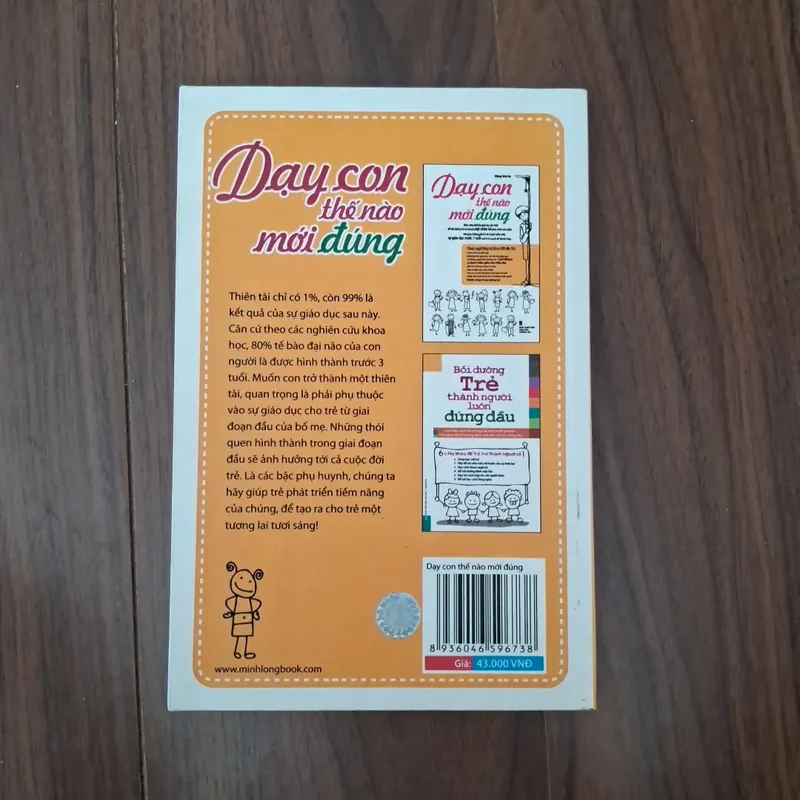 Dạy con
thế nào
mới đúng
Thiên tài chỉ có 1%, còn 99% là
kết quả của sự giáo dục sau này.
Căn cứ theo các nghiên cứu khoa
học, 80% tế bào đại não của con
người là được hình thành trước 3
tuổi. Muốn con trở thành một thiên
tài, quan trọng là phải phụ thuộc
vào sự giáo dục cho trẻ từ giai
đoạn đầu của bố mẹ. Những thói
quen hình thành trong giai đoạn
đầu sẽ ảnh hưởng tới cả cuộc đời
trẻ. Là các bậc phụ huynh, chúng ta
hãy giúp trẻ phát triển tiềm năng
của chúng, để tạo ra cho trẻ một
tương lai tươi sáng!
www.minhlongbook.com
Dạy con
thế nào
mới đúng
Bồi dưỡng
TRẺ
thành người
luôn
đứng đầu
Dạy con thế nào mới đúng
8 936046 596738
Giá: 43.000 VNĐ